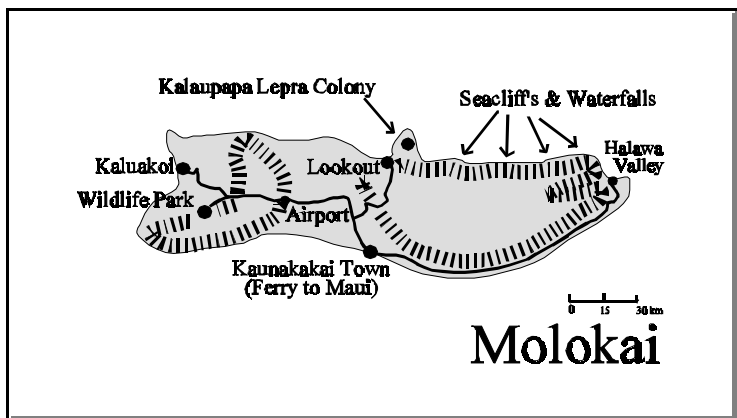 Kalaupapa Lepra Colony
Seacliff's & Waterfalls
Halawa
Valley
Kaluakoi
Lookout
Wildlife Park
Airport
Kaunakakai Town
(Ferry to Maui)
0 15 30 km
Molokai